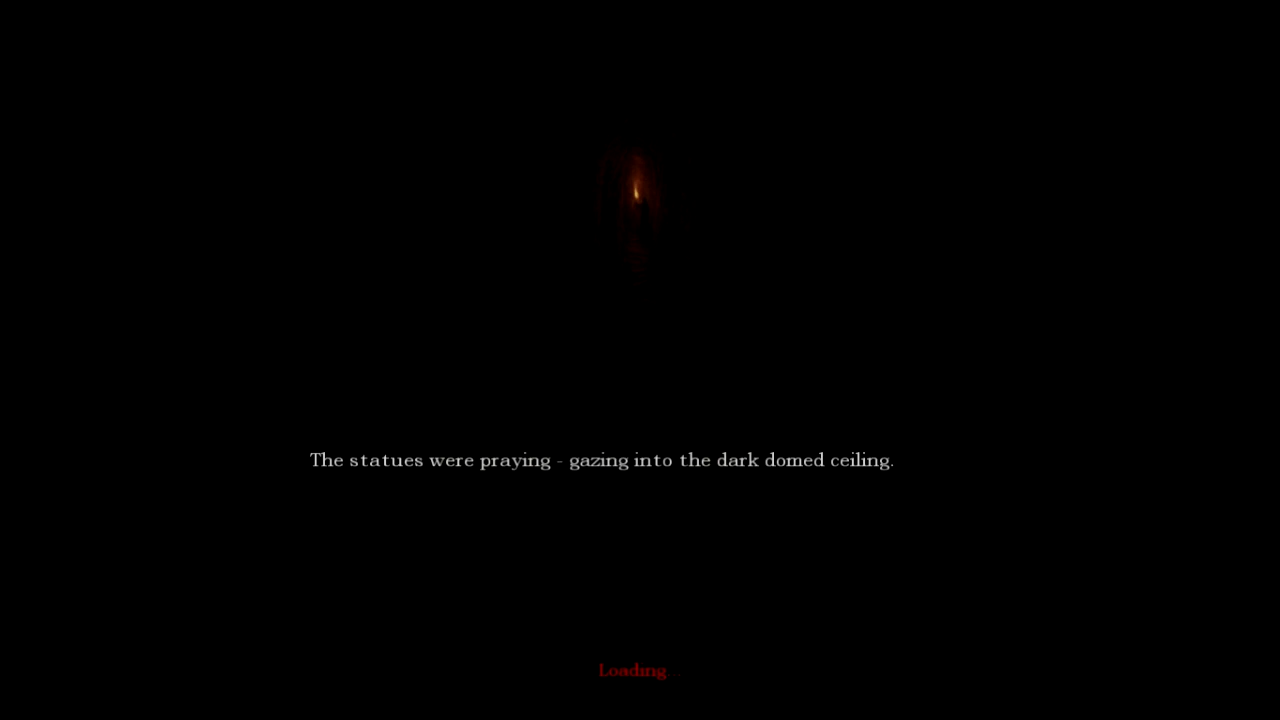 The statues were praying - gazing into the dark domed ceiling.
Loading...